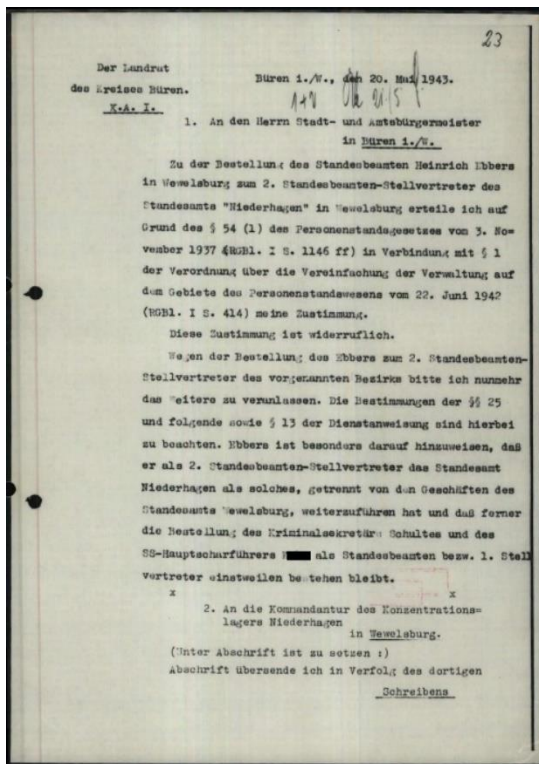 23
Der Landrat
des Kreises Büren.
K.A. I.
Büren i./W., den 20. Mai 1943.
1. An den Herrn Stadt- und Amtsbürgermeister
in Büren i./W.
Zu der Bestellung des Standesbeamten Heinrich Ebbers
in Wewelsburg zum 2. Standesbeamten-Stellvertreter des
Standesamts "Niederhagen" in Wewelsburg erteile ich auf
Grund des § 54 (1) des Personenstandsgesetzes vom 3. No-
vember 1937 (RGBl. I S. 1146 ff) in Verbindung mit § 1
der Verordnung über die Vereinfachung der Verwaltung auf
dem Gebiete des Personenstandswesens vom 22. Juni 1942
(RGBl. I S. 414) meine Zustimmung.
Diese Zustimmung ist widerruflich.
Wegen der Bestellung des Ebbers zum 2. Standesbeamten-
Stellvertreter des vorgenannten Bezirks bitte ich nunmehr
das Weitere zu veranlassen. Die Bestimmungen der §§ 25
und folgende sowie § 13 der Dienstanweisung sind hierbei
zu beachten. Ebbers ist besonders darauf hinzuweisen, daß
er als 2. Standesbeamten-Stellvertreter das Standesamt
Niederhagen als solches, getrennt von den Geschäften des
Standesamts Wewelsburg, weiterzuführen hat und daß ferner
die Bestellung des Kriminalsekretärs Schultes und des
SS-Hauptscharführers als Standesbeamten bezw. 1. Stell
vertreter einstweilen bestehen bleibt.
x x
2. An die Kommandantur des Konzentrations=
lagers Niederhagen
in Wewelsburg.
(Unter Abschrift ist zu setzen :)
Abschrift übersende ich in Verfolg des dortigen
Schreibens